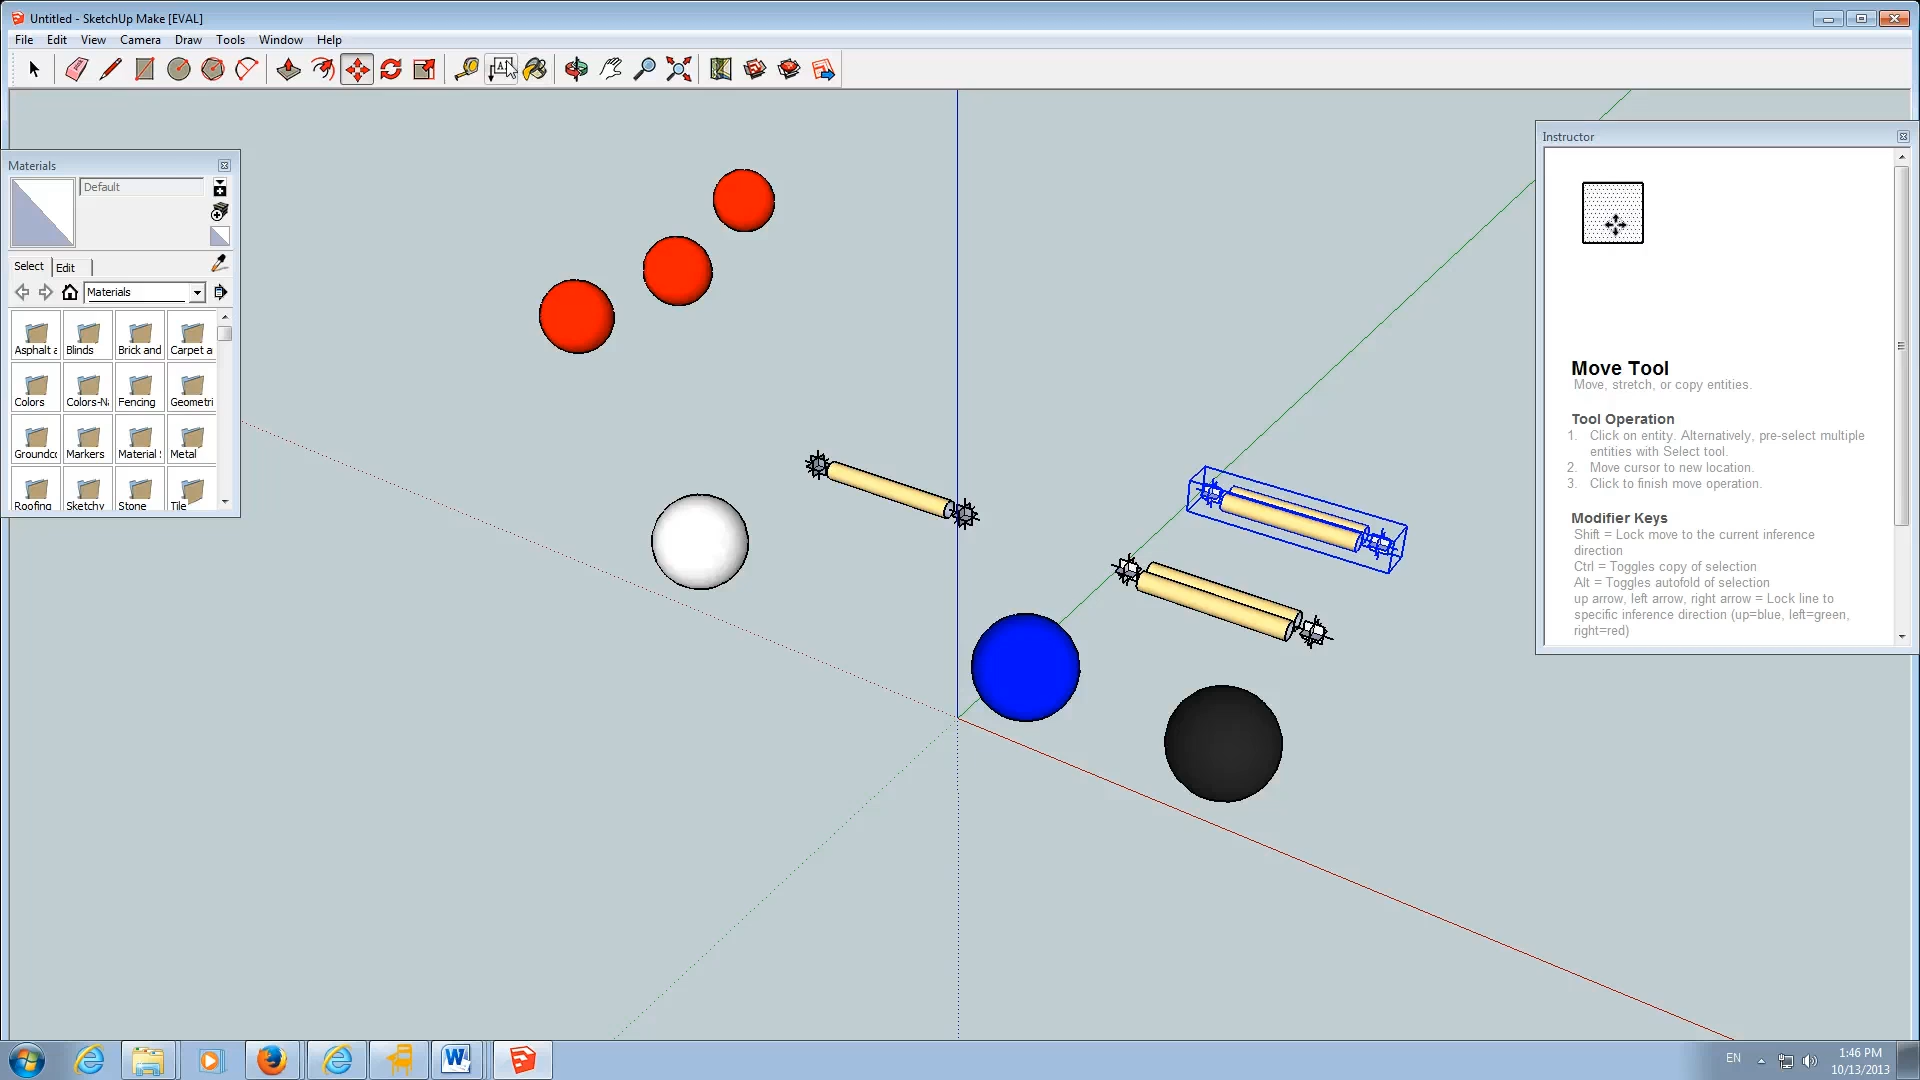 Untitled - SketchUp Make [EVAL]
File Edit View Camera Draw Tools Window Help
Materials
Default
Select Edit
Materials
Asphalt a Blinds Brick and Carpet a
Colors Colors-Na Fencing Geometri
Groundco Markers Material S Metal
Roofing Sketchy Stone Tile
Instructor
Move Tool
Move, stretch, or copy entities.
Tool Operation
1. Click on entity. Alternatively, pre-select multiple
entities with Select tool.
2. Move cursor to new location.
3. Click to finish move operation.
Modifier Keys
Shift = Lock move to the current inference
direction
Ctrl = Toggles copy of selection
Alt = Toggles autofold of selection
up arrow, left arrow, right arrow = Lock line to
specific inference direction (up=blue, left=green,
right=red)
EN
1:46 PM
10/13/2013